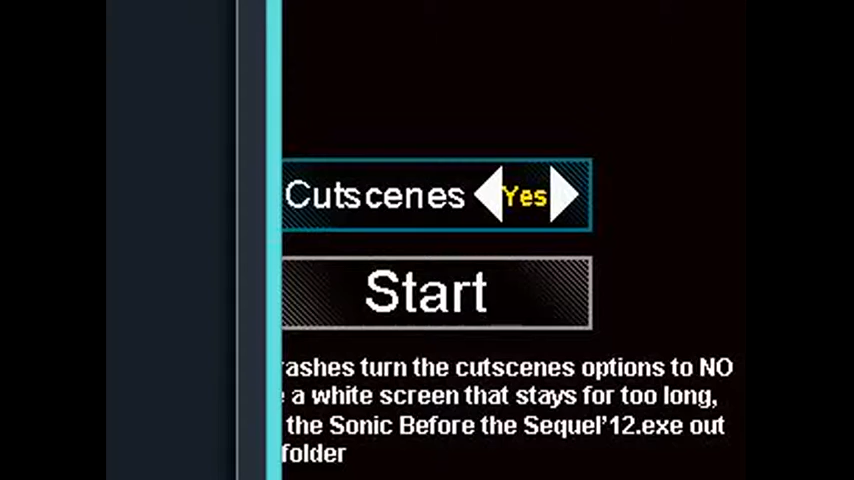 Cutscenes Yes
Start
rashes turn the cutscenes options to NO
a white screen that stays for too long,
the Sonic Before the Sequel'12.exe out
folder